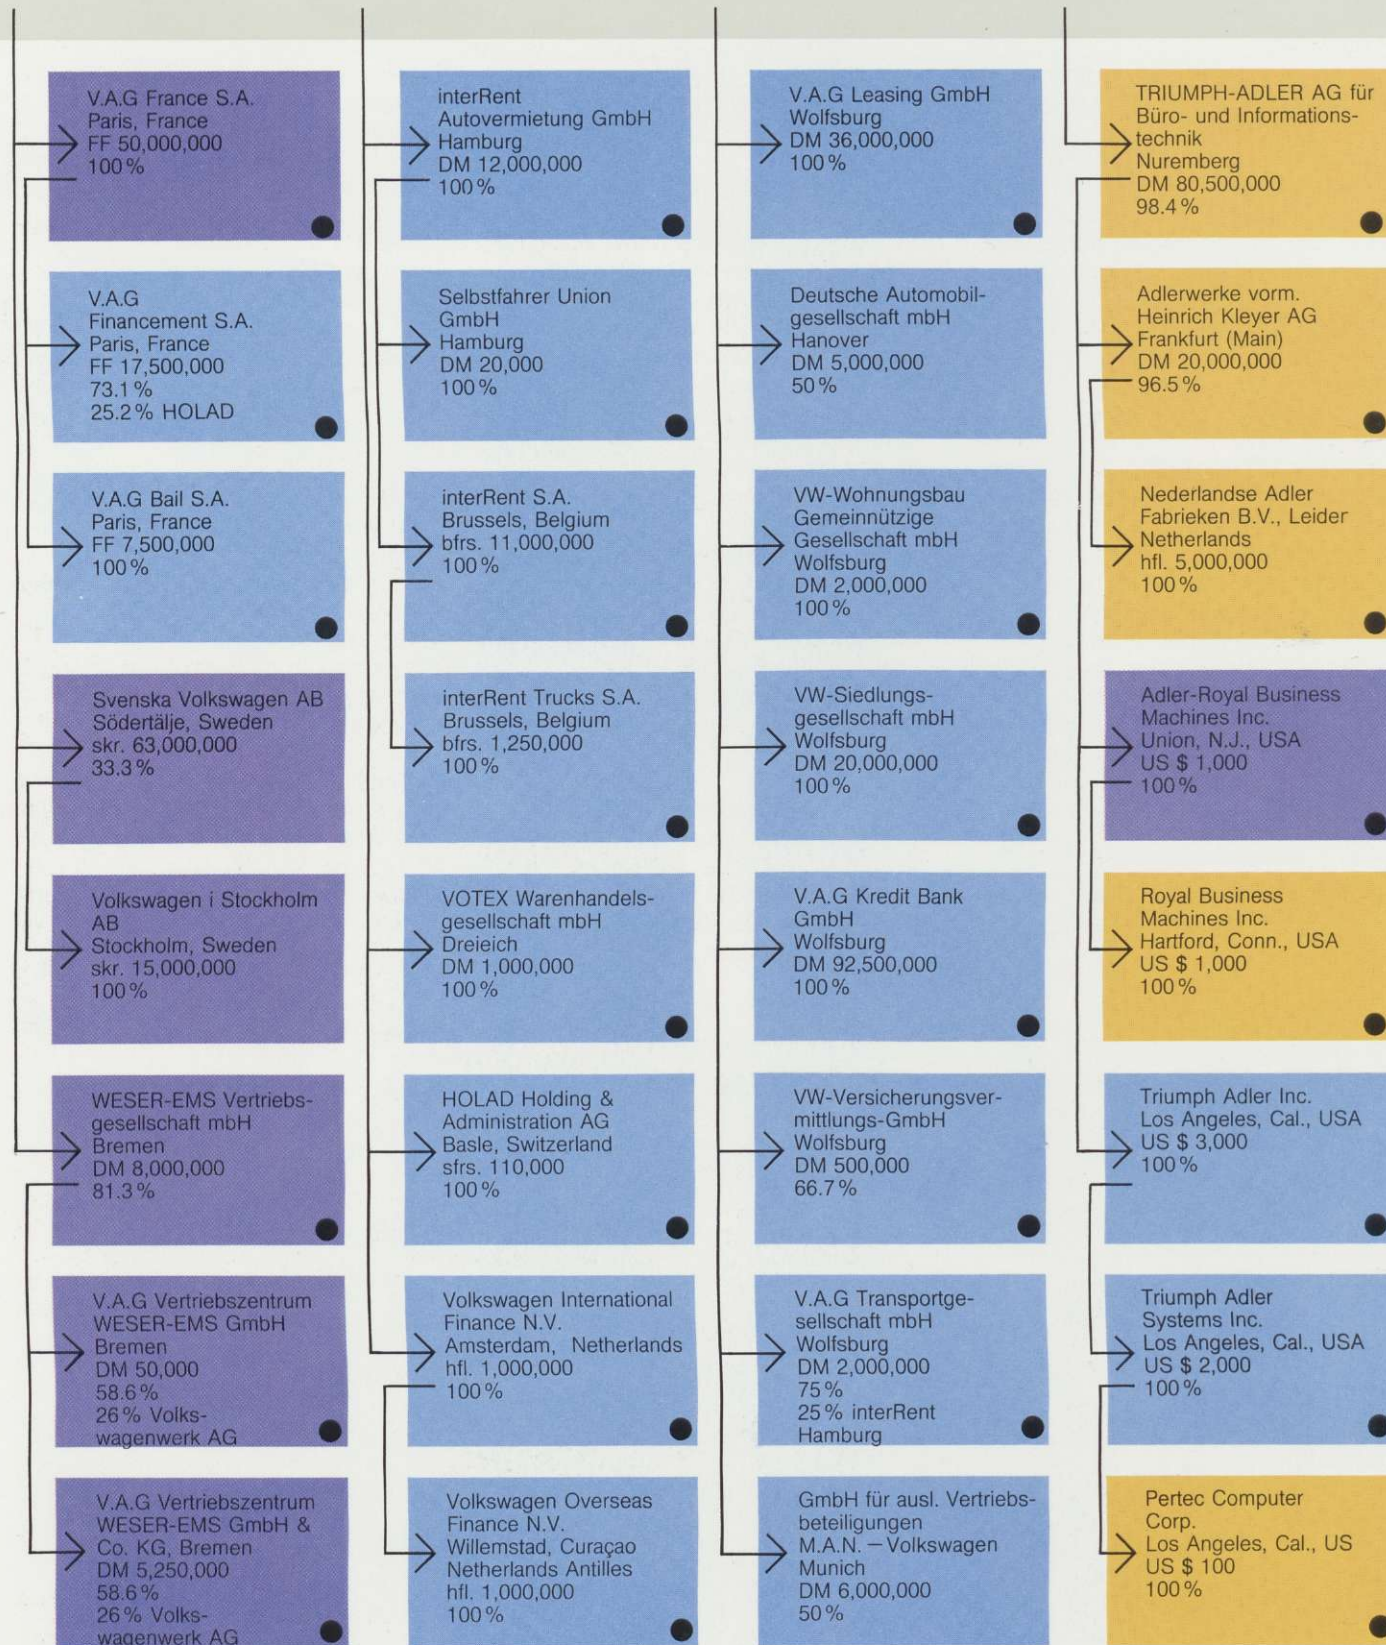 V.A.G France S.A.
Paris, France
FF 50,000,000
100%
V.A.G
Financement S.A.
Paris, France
FF 17,500,000
73.1%
25.2% HOLAD
V.A.G Bail S.A.
Paris, France
FF 7,500,000
100%
Svenska Volkswagen AB
Södertälje, Sweden
skr. 63,000,000
33.3%
Volkswagen i Stockholm
AB
Stockholm, Sweden
skr. 15,000,000
100%
WESER-EMS Vertriebs-
gesellschaft mbH
Bremen
DM 8,000,000
81.3%
V.A.G Vertriebszentrum
WESER-EMS GmbH
Bremen
DM 50,000
58.6%
26% Volks-
wagenwerk AG
V.A.G Vertriebszentrum
WESER-EMS GmbH &
Co. KG, Bremen
DM 5,250,000
58.6%
26% Volks-
wagenwerk AG
interRent
Autovermietung GmbH
Hamburg
DM 12,000,000
100%
Selbstfahrer Union
GmbH
Hamburg
DM 20,000
100%
interRent S.A.
Brussels, Belgium
bfrs. 11,000,000
100%
interRent Trucks S.A.
Brussels, Belgium
bfrs. 1,250,000
100%
VOTEX Warenhandels-
gesellschaft mbH
Dreieich
DM 1,000,000
100%
HOLAD Holding &
Administration AG
Basle, Switzerland
sfrs. 110,000
100%
Volkswagen International
Finance N.V.
Amsterdam, Netherlands
hfl. 1,000,000
100%
Volkswagen Overseas
Finance N.V.
Willemstad, Curaçao
Netherlands Antilles
hfl. 1,000,000
100%
V.A.G Leasing GmbH
Wolfsburg
DM 36,000,000
100%
Deutsche Automobil-
gesellschaft mbH
Hanover
DM 5,000,000
50%
VW-Wohnungsbau
Gemeinnützige
Gesellschaft mbH
Wolfsburg
DM 2,000,000
100%
VW-Siedlungs-
gesellschaft mbH
Wolfsburg
DM 20,000,000
100%
V.A.G Kredit Bank
GmbH
Wolfsburg
DM 92,500,000
100%
VW-Versicherungsver-
mittlungs-GmbH
Wolfsburg
DM 500,000
66.7%
V.A.G Transportge-
sellschaft mbH
Wolfsburg
DM 2,000,000
75%
25% interRent
Hamburg
GmbH für ausl. Vertriebs-
beteiligungen
M.A.N. — Volkswagen
Munich
DM 6,000,000
50%
TRIUMPH-ADLER AG für
Büro- und Informations-
technik
Nuremberg
DM 80,500,000
98.4%
Adlerwerke vorm.
Heinrich Kleyer AG
Frankfurt (Main)
DM 20,000,000
96.5%
Nederlandse Adler
Fabrieken B.V., Leider
Netherlands
hfl. 5,000,000
100%
Adler-Royal Business
Machines Inc.
Union, N.J., USA
US $ 1,000
100%
Royal Business
Machines Inc.
Hartford, Conn., USA
US $ 1,000
100%
Triumph Adler Inc.
Los Angeles, Cal., USA
US $ 3,000
100%
Triumph Adler
Systems Inc.
Los Angeles, Cal., USA
US $ 2,000
100%
Pertec Computer
Corp.
Los Angeles, Cal., US
US $ 100
100%